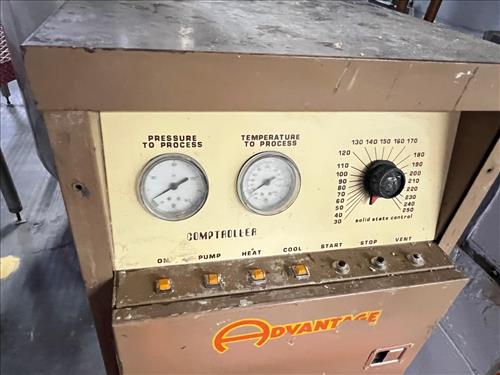 PRESSURE TO PROCESS
TEMPERATURE TO PROCESS
130 140 150 160 170
120 180
110 190
100 200
90 210
80 220
70 230
60 240
50 250
40
30
solid state control
COMPTROLLER
ON PUMP HEAT COOL START STOP VENT
ADVANTAGE